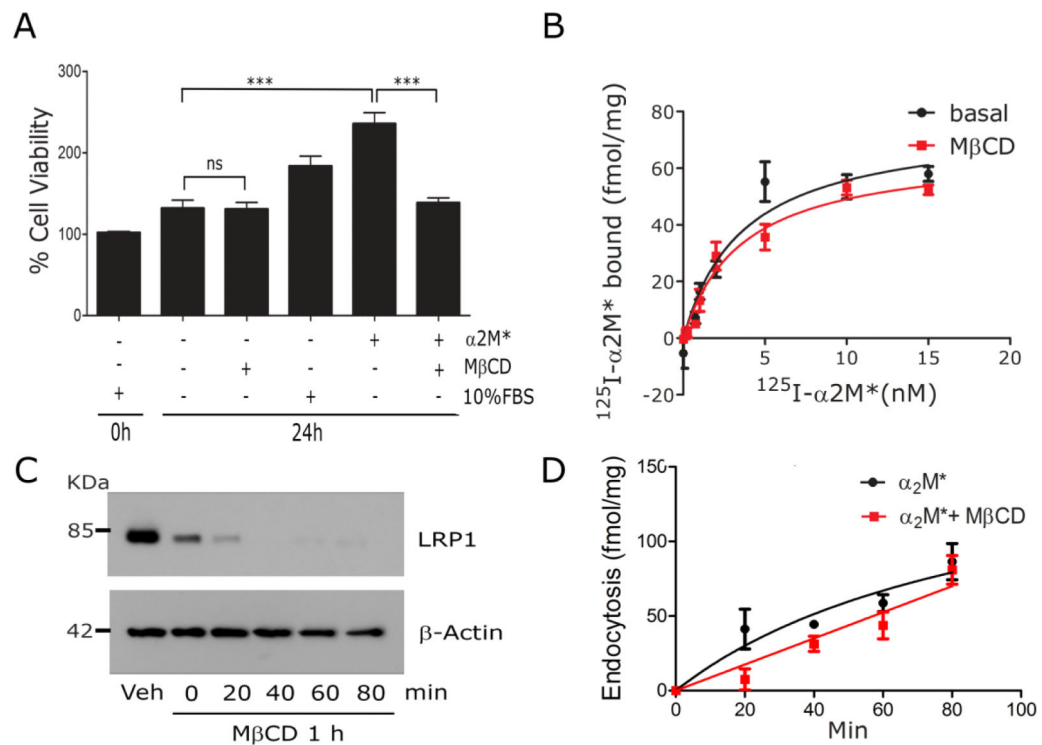 A
% Cell Viability
300
200
100
0
***
***
ns
- - - - + + α2M*
- - + - - + MβCD
+ - - + - - 10%FBS
0h 24h
B
¹²⁵I-α2M* bound (fmol/mg)
80
60
40
20
0
-20
5 10 15 20
¹²⁵I-α2M*(nM)
basal
MβCD
C
KDa
85
LRP1
42
β-Actin
Veh 0 20 40 60 80 min
MβCD 1 h
D
Endocytosis (fmol/mg)
150
100
50
0
0 20 40 60 80 100
Min
α₂M*
α₂M*+ MβCD